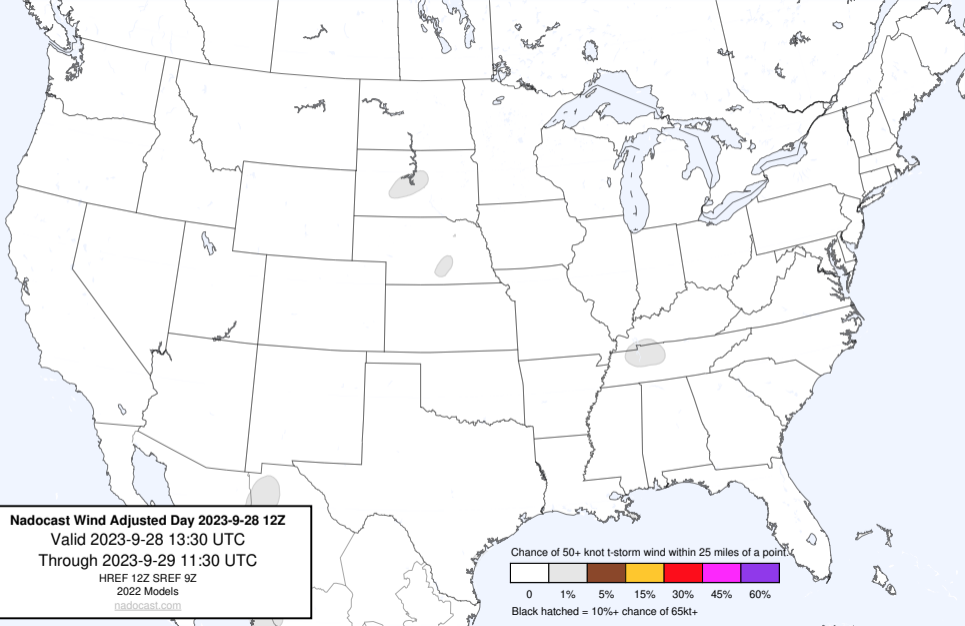 Nadocast Wind Adjusted Day 2023-9-28 12Z
Valid 2023-9-28 13:30 UTC
Through 2023-9-29 11:30 UTC
HREF 12Z SREF 9Z
2022 Models
nadocast.com
Chance of 50+ knot t-storm wind within 25 miles of a point.
0 1% 5% 15% 30% 45% 60%
Black hatched = 10%+ chance of 65kt+